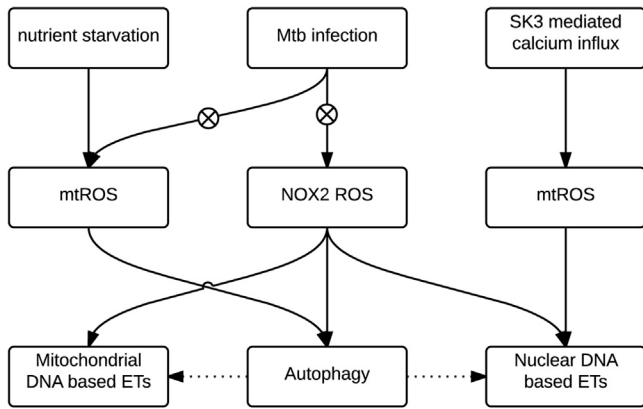 nutrient starvation
Mtb infection
SK3 mediated
calcium influx
mtROS
NOX2 ROS
mtROS
Mitochondrial
DNA based ETs
Autophagy
Nuclear DNA
based ETs